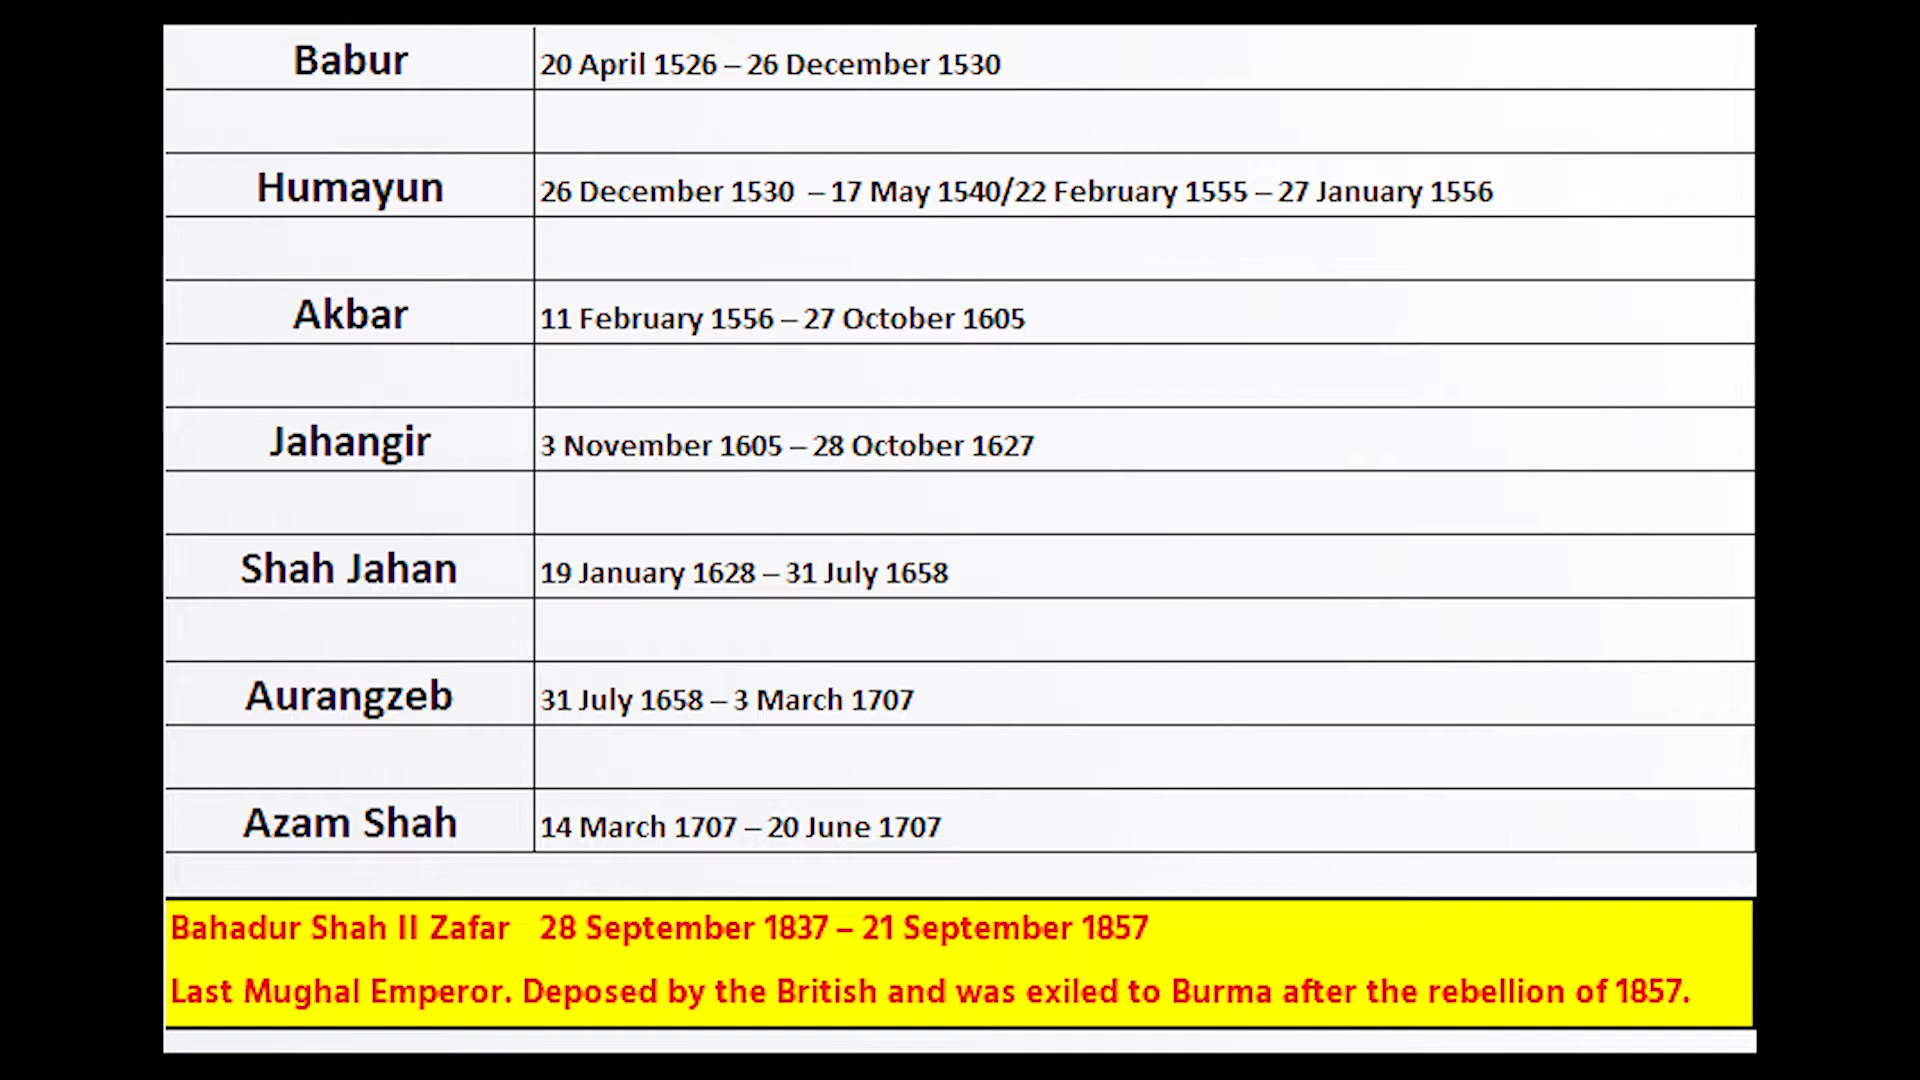 Babur 20 April 1526 – 26 December 1530
Humayun 26 December 1530 – 17 May 1540/22 February 1555 – 27 January 1556
Akbar 11 February 1556 – 27 October 1605
Jahangir 3 November 1605 – 28 October 1627
Shah Jahan 19 January 1628 – 31 July 1658
Aurangzeb 31 July 1658 – 3 March 1707
Azam Shah 14 March 1707 – 20 June 1707
Bahadur Shah II Zafar 28 September 1837 – 21 September 1857
Last Mughal Emperor. Deposed by the British and was exiled to Burma after the rebellion of 1857.